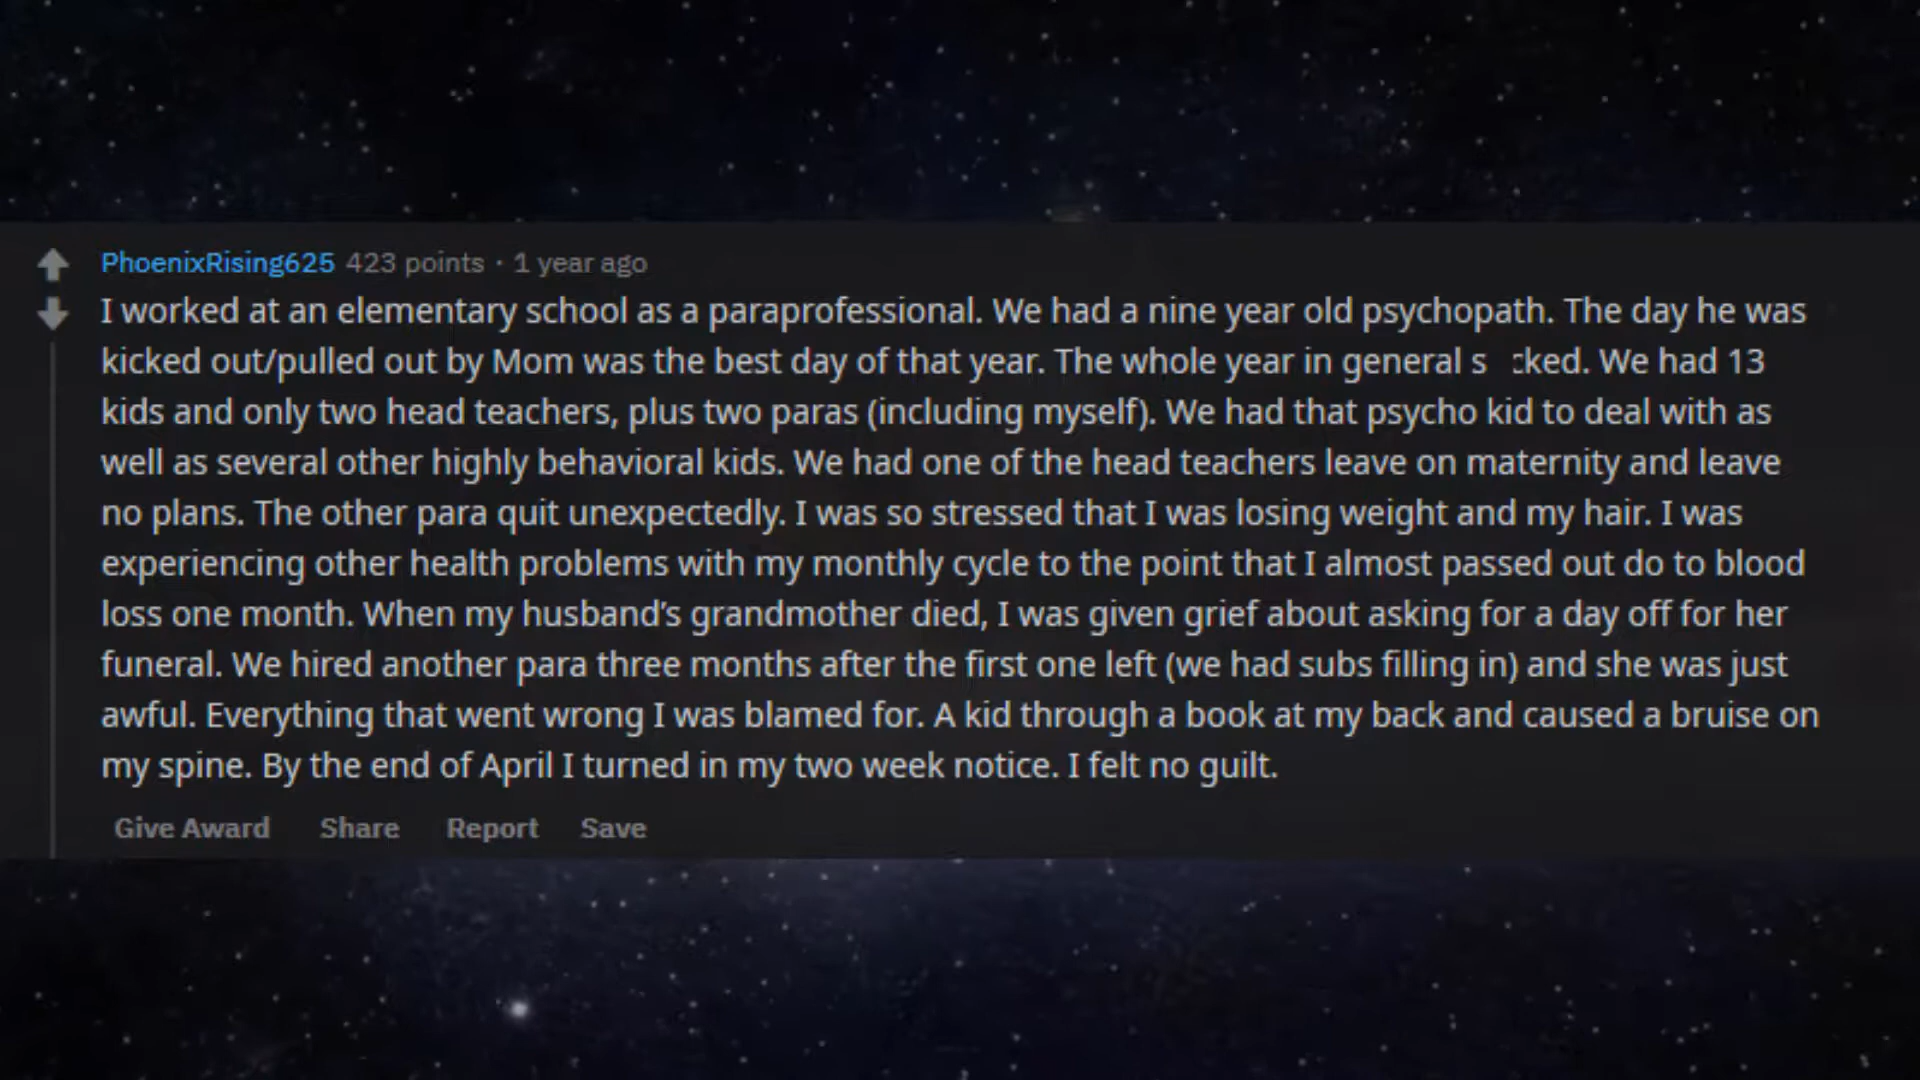 PhoenixRising625 423 points · 1 year ago
I worked at an elementary school as a paraprofessional. We had a nine year old psychopath. The day he was
kicked out/pulled out by Mom was the best day of that year. The whole year in general s cked. We had 13
kids and only two head teachers, plus two paras (including myself). We had that psycho kid to deal with as
well as several other highly behavioral kids. We had one of the head teachers leave on maternity and leave
no plans. The other para quit unexpectedly. I was so stressed that I was losing weight and my hair. I was
experiencing other health problems with my monthly cycle to the point that I almost passed out do to blood
loss one month. When my husband’s grandmother died, I was given grief about asking for a day off for her
funeral. We hired another para three months after the first one left (we had subs filling in) and she was just
awful. Everything that went wrong I was blamed for. A kid through a book at my back and caused a bruise on
my spine. By the end of April I turned in my two week notice. I felt no guilt.
Give Award Share Report Save